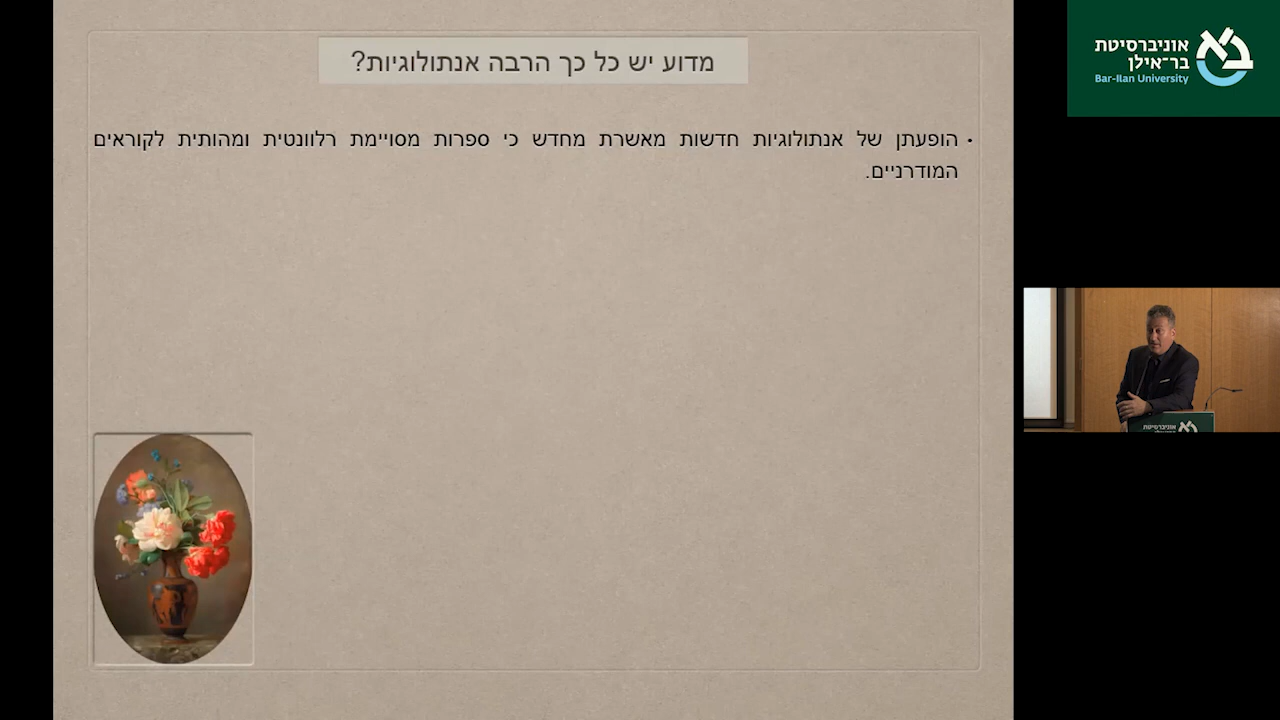 מדוע יש כל כך הרבה אנתולוגיות?
• הופעתן של אנתולוגיות חדשות מאשרת מחדש כי ספרות מסויימת רלוונטית ומהותית לקוראים
המודרניים.
אוניברסיטת
בר־אילן
Bar-Ilan University
אוניברסיטת